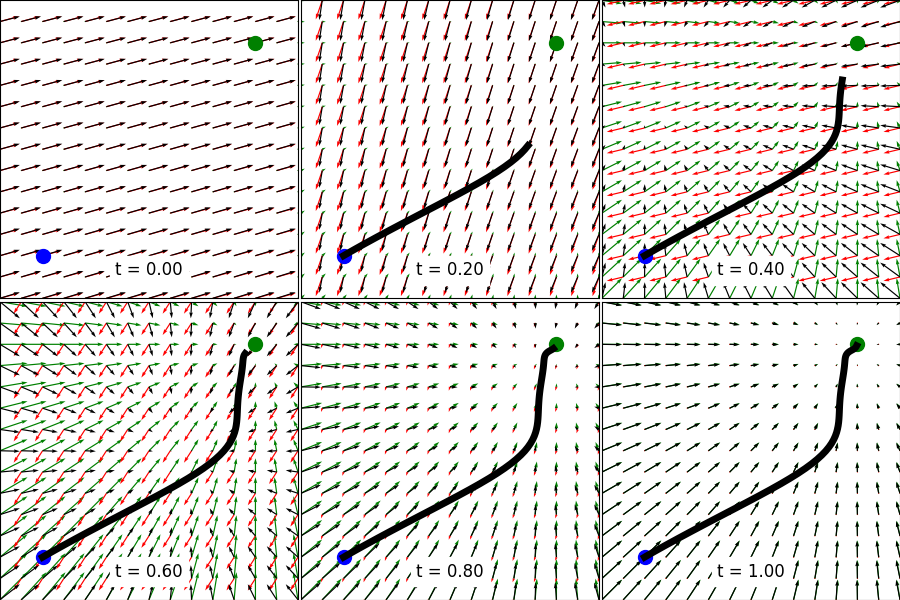 t = 0.00
t = 0.20
t = 0.40
t = 0.60
t = 0.80
t = 1.00